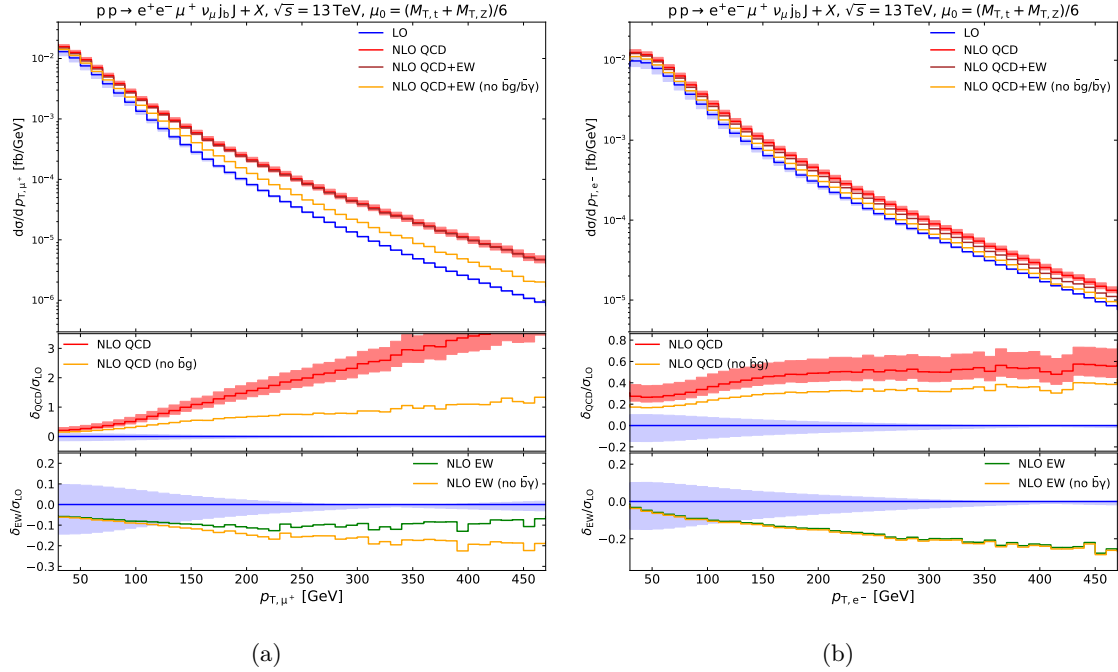 p p → e⁺e⁻ μ⁺ ν_μ j_b J + X, √s = 13 TeV, μ₀ = (M_T,t + M_T,Z)/6
LO
NLO QCD
NLO QCD+EW
NLO QCD+EW (no b̄g/b̄γ)
dσ/d p_T,μ⁺ [fb/GeV]
10⁻²
10⁻³
10⁻⁴
10⁻⁵
10⁻⁶
NLO QCD
NLO QCD (no b̄g)
δ_QCD/σ_LO
3
2
1
0
NLO EW
NLO EW (no b̄γ)
δ_EW/σ_LO
0.1
0.0
−0.1
−0.2
−0.3
50 100 150 200 250 300 350 400 450
p_T,μ⁺ [GeV]
(a)
p p → e⁺e⁻ μ⁺ ν_μ j_b J + X, √s = 13 TeV, μ₀ = (M_T,t + M_T,Z)/6
LO
NLO QCD
NLO QCD+EW
NLO QCD+EW (no b̄g/b̄γ)
dσ/d p_T,e⁻ [fb/GeV]
10⁻²
10⁻³
10⁻⁴
10⁻⁵
NLO QCD
NLO QCD (no b̄g)
δ_QCD/σ_LO
0.8
0.6
0.4
0.2
0.0
−0.2
NLO EW
NLO EW (no b̄γ)
δ_EW/σ_LO
0.2
0.0
−0.2
50 100 150 200 250 300 350 400 450
p_T,e⁻ [GeV]
(b)